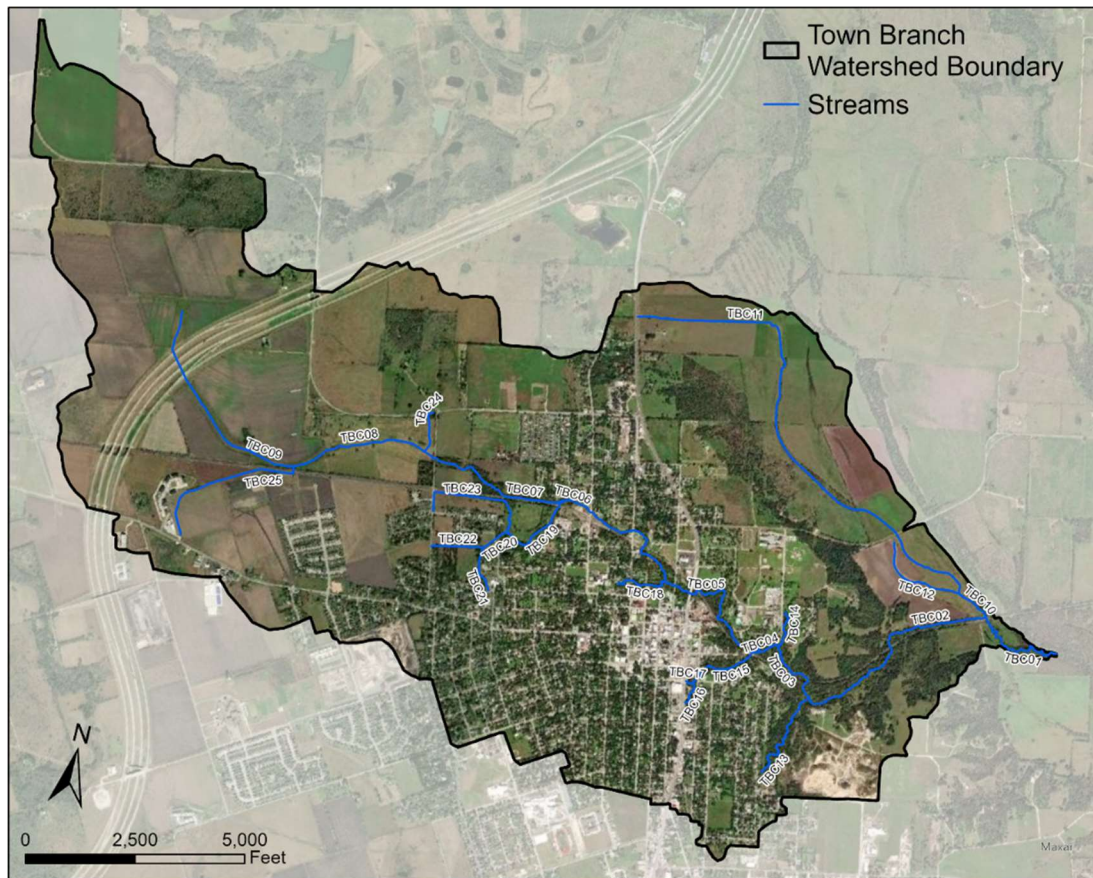 Town Branch
Watershed Boundary
Streams
TBC11
TBC24
TBC08
TBC09
TBC25
TBC23
TBC07
TBC06
TBC22
TBC20
TBC19
TBC21
TBC18
TBC05
TBC12
TBC10
TBC02
TBC14
TBC04
TBC01
TBC17
TBC15
TBC03
TBC16
TBC13
N
0 2,500 5,000
Feet
Maxar